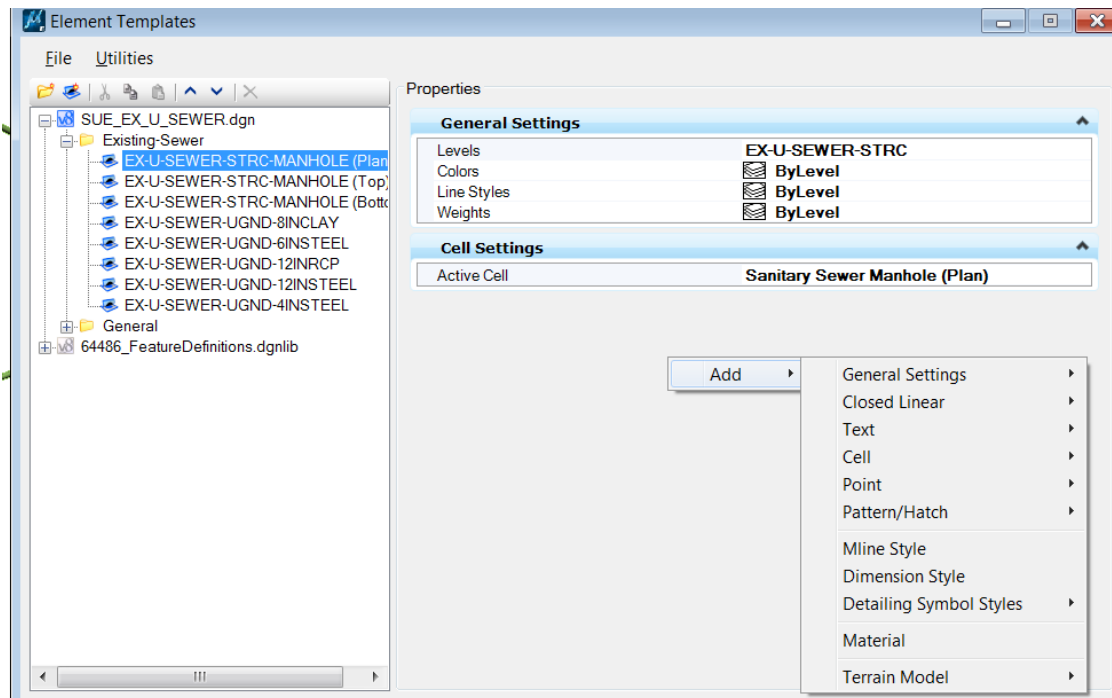 Element Templates
File Utilities
Properties
SUE_EX_U_SEWER.dgn
Existing-Sewer
EX-U-SEWER-STRC-MANHOLE (Plan
EX-U-SEWER-STRC-MANHOLE (Top)
EX-U-SEWER-STRC-MANHOLE (Botto
EX-U-SEWER-UGND-8INCLAY
EX-U-SEWER-UGND-6INSTEEL
EX-U-SEWER-UGND-12INRCP
EX-U-SEWER-UGND-12INSTEEL
EX-U-SEWER-UGND-4INSTEEL
General
64486_FeatureDefinitions.dgnlib
General Settings
Levels EX-U-SEWER-STRC
Colors ByLevel
Line Styles ByLevel
Weights ByLevel
Cell Settings
Active Cell Sanitary Sewer Manhole (Plan)
Add
General Settings
Closed Linear
Text
Cell
Point
Pattern/Hatch
Mline Style
Dimension Style
Detailing Symbol Styles
Material
Terrain Model